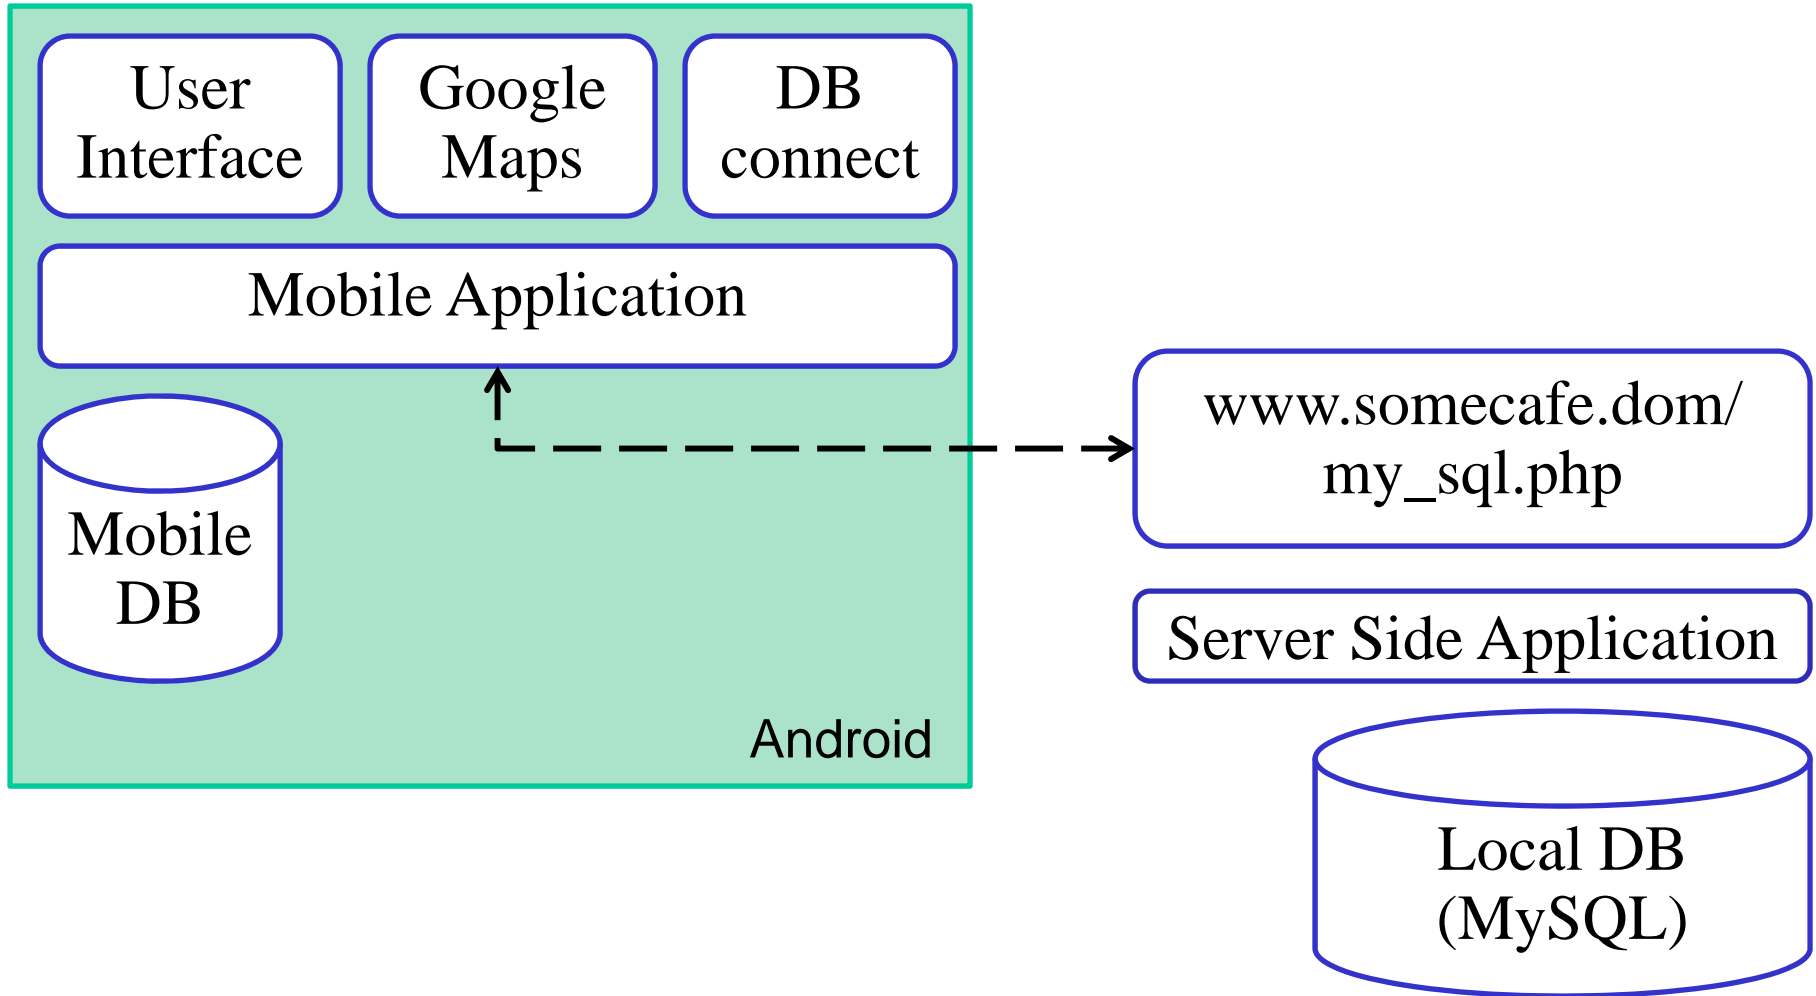 User
Interface
Google
Maps
DB
connect
Mobile Application
Mobile
DB
Android
www.somecafe.dom/
my_sql.php
Server Side Application
Local DB
(MySQL)